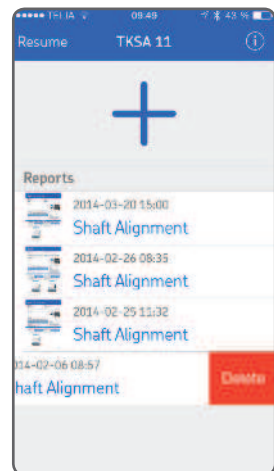 TELIA 09:49 43 %
Resume TKSA 11
Reports
2014-03-20 15:00
Shaft Alignment
2014-02-26 08:35
Shaft Alignment
2014-02-25 11:32
Shaft Alignment
014-02-06 08:57
haft Alignment Delete